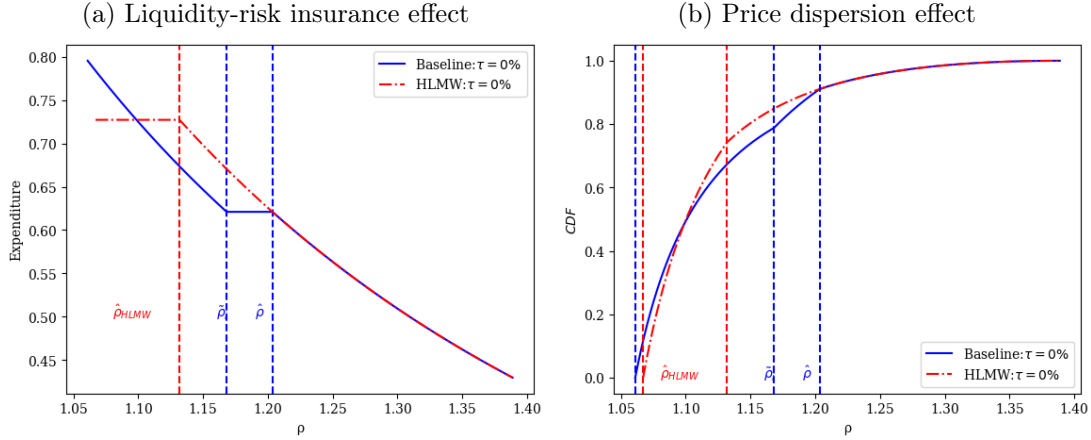 (a) Liquidity-risk insurance effect
0.80
0.75
0.70
0.65
0.60
0.55
0.50
0.45
Expenditure
Baseline:τ = 0%
HLMW:τ = 0%
ρ̂HLMW
ρ̃
ρ̂
1.05 1.10 1.15 1.20 1.25 1.30 1.35 1.40
ρ
(b) Price dispersion effect
1.0
0.8
0.6
0.4
0.2
0.0
CDF
ρ̂HLMW
ρ̃
ρ̂
Baseline:τ = 0%
HLMW:τ = 0%
1.05 1.10 1.15 1.20 1.25 1.30 1.35 1.40
ρ